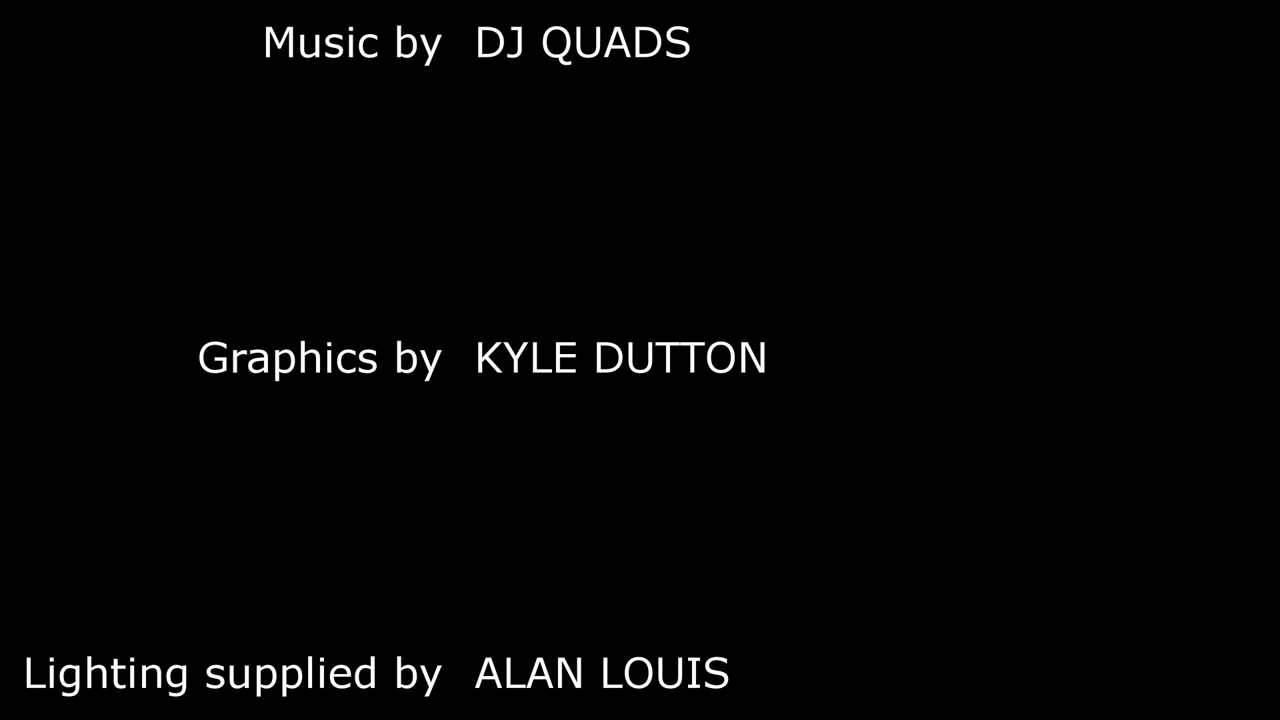 Music by DJ QUADS
Graphics by KYLE DUTTON
Lighting supplied by ALAN LOUIS